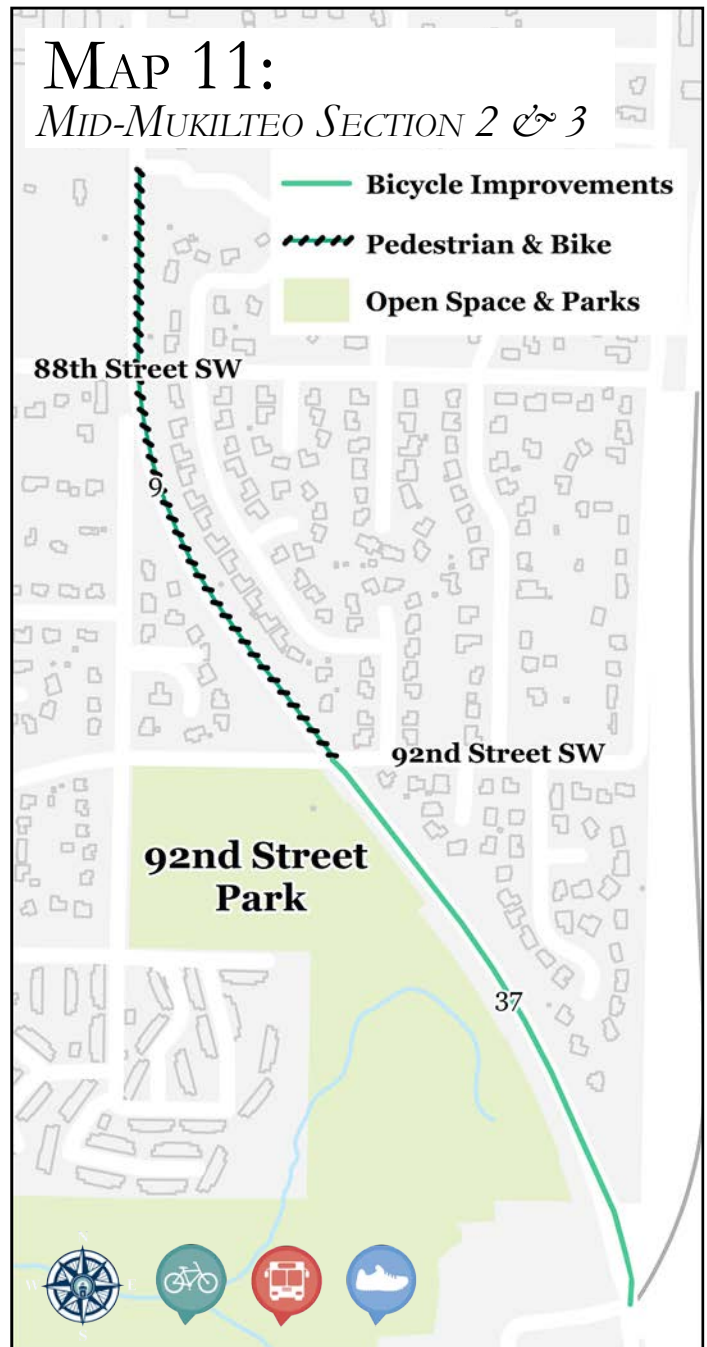 MAP 11:
MID-MUKILTEO SECTION 2 & 3
Bicycle Improvements
Pedestrian & Bike
Open Space & Parks
88th Street SW
9
92nd Street SW
92nd Street
Park
37
N
W E
S